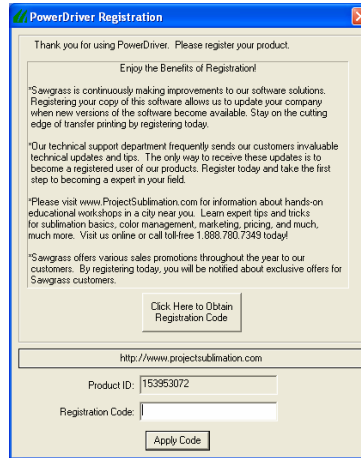 PowerDriver Registration
Thank you for using PowerDriver. Please register your product.
Enjoy the Benefits of Registration!
*Sawgrass is continuously making improvements to our software solutions.
Registering your copy of this software allows us to update your company
when new versions of the software become available. Stay on the cutting
edge of transfer printing by registering today.
*Our technical support department frequently sends our customers invaluable
technical updates and tips. The only way to receive these updates is to
become a registered user of our products. Register today and take the first
step to becoming a expert in your field.
*Please visit www.ProjectSublimation.com for information about hands-on
educational workshops in a city near you. Learn expert tips and tricks
for sublimation basics, color management, marketing, pricing, and much,
much more. Visit us online or call toll-free 1.888.780.7349 today!
*Sawgrass offers various sales promotions throughout the year to our
customers. By registering today, you will be notified about exclusive offers for
Sawgrass customers.
Click Here to Obtain
Registration Code
http://www.projectsublimation.com
Product ID: 153953072
Registration Code:
Apply Code